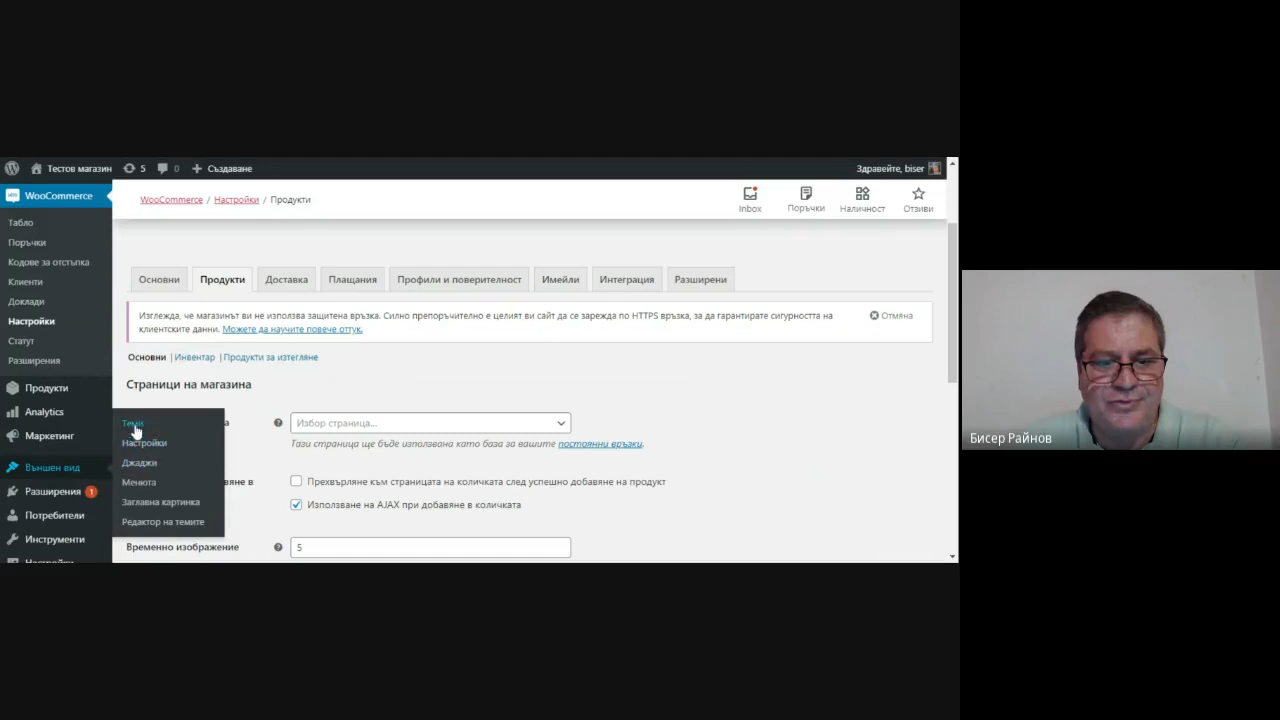 Тестов магазин 5 0 Създаване Здравейте, biser
WooCommerce
Табло
Поръчки
Кодове за отстъпка
Клиенти
Доклади
Настройки
Статут
Разширения
Продукти
Analytics
Маркетинг
Външен вид
Разширения 1
Потребители
Инструменти
Настройки
Теми
Настройки
Джаджи
Менюта
Заглавна картинка
Редактор на темите
WooCommerce / Настройки / Продукти
Inbox Поръчки Наличност Отзиви
Основни Продукти Доставка Плащания Профили и поверителност Имейли Интеграция Разширени
Изглежда, че магазинът ви не използва защитена връзка. Силно препоръчително е целият ви сайт да се зарежда по HTTPS връзка, за да гарантирате сигурността на
клиентските данни. Можете да научите повече оттук.
Отмяна
Основни | Инвентар | Продукти за изтегляне
Страници на магазина
Избор страница...
Тази страница ще бъде използвана като база за вашите постоянни връзки.
Прехвърляне към страницата на количката след успешно добавяне на продукт
Използване на AJAX при добавяне в количката
Временно изображение 5
Бисер Райнов